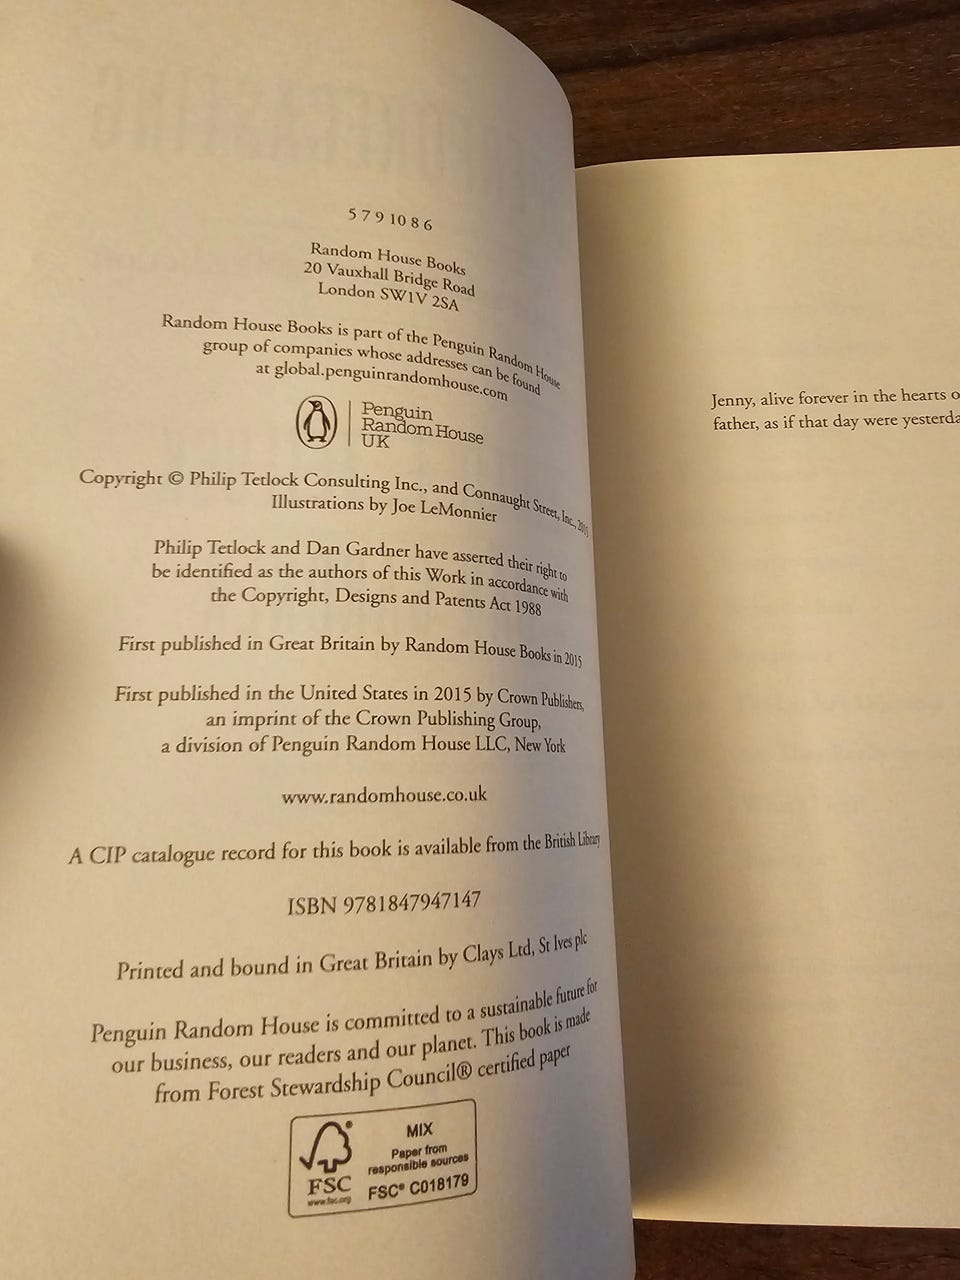 5 7 9 10 8 6
Random House Books
20 Vauxhall Bridge Road
London SW1V 2SA
Random House Books is part of the Penguin Random House
group of companies whose addresses can be found
at global.penguinrandomhouse.com
Penguin
Random House
UK
Copyright © Philip Tetlock Consulting Inc., and Connaught Street, Inc., 2015
Illustrations by Joe LeMonnier
Philip Tetlock and Dan Gardner have asserted their right to
be identified as the authors of this Work in accordance with
the Copyright, Designs and Patents Act 1988
First published in Great Britain by Random House Books in 2015
First published in the United States in 2015 by Crown Publishers,
an imprint of the Crown Publishing Group,
a division of Penguin Random House LLC, New York
www.randomhouse.co.uk
A CIP catalogue record for this book is available from the British Library
ISBN 9781847947147
Printed and bound in Great Britain by Clays Ltd, St Ives plc
Penguin Random House is committed to a sustainable future for
our business, our readers and our planet. This book is made
from Forest Stewardship Council® certified paper
FSC
www.fsc.org
MIX
Paper from
responsible sources
FSC® C018179
Jenny, alive forever in the hearts
father, as if that day were